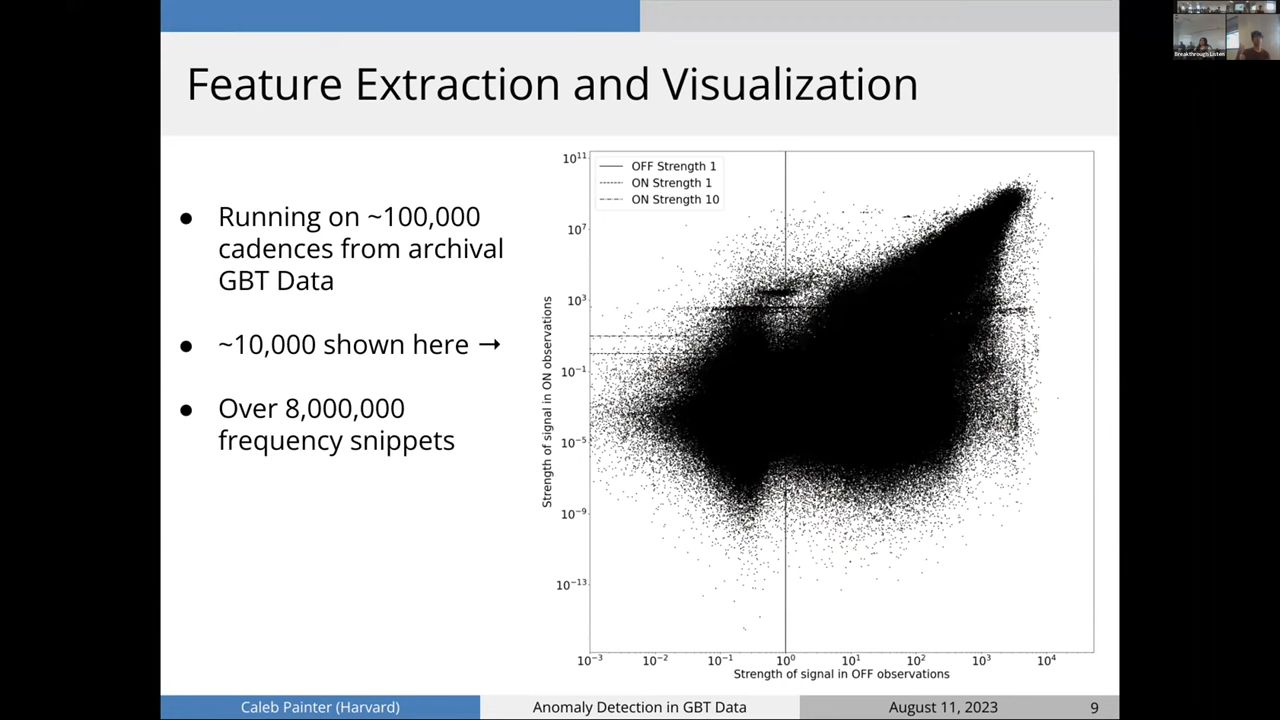 Breakthrough Listen
Feature Extraction and Visualization
● Running on ~100,000
cadences from archival
GBT Data
● ~10,000 shown here →
● Over 8,000,000
frequency snippets
OFF Strength 1
ON Strength 1
ON Strength 10
10¹¹
10⁷
10³
10⁻¹
10⁻⁵
10⁻⁹
10⁻¹³
Strength of signal in ON observations
10⁻³ 10⁻² 10⁻¹ 10⁰ 10¹ 10² 10³ 10⁴
Strength of signal in OFF observations
Caleb Painter (Harvard) Anomaly Detection in GBT Data August 11, 2023 9